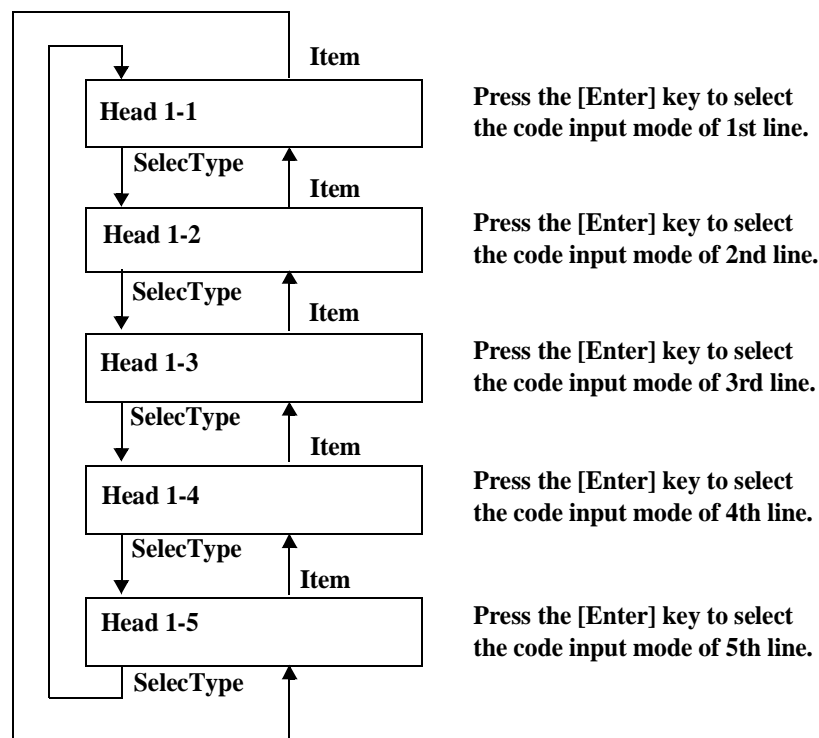 Item
Head 1-1
Press the [Enter] key to select
the code input mode of 1st line.
SelecType
Item
Head 1-2
Press the [Enter] key to select
the code input mode of 2nd line.
SelecType
Item
Head 1-3
Press the [Enter] key to select
the code input mode of 3rd line.
SelecType
Item
Head 1-4
Press the [Enter] key to select
the code input mode of 4th line.
SelecType
Item
Head 1-5
Press the [Enter] key to select
the code input mode of 5th line.
SelecType